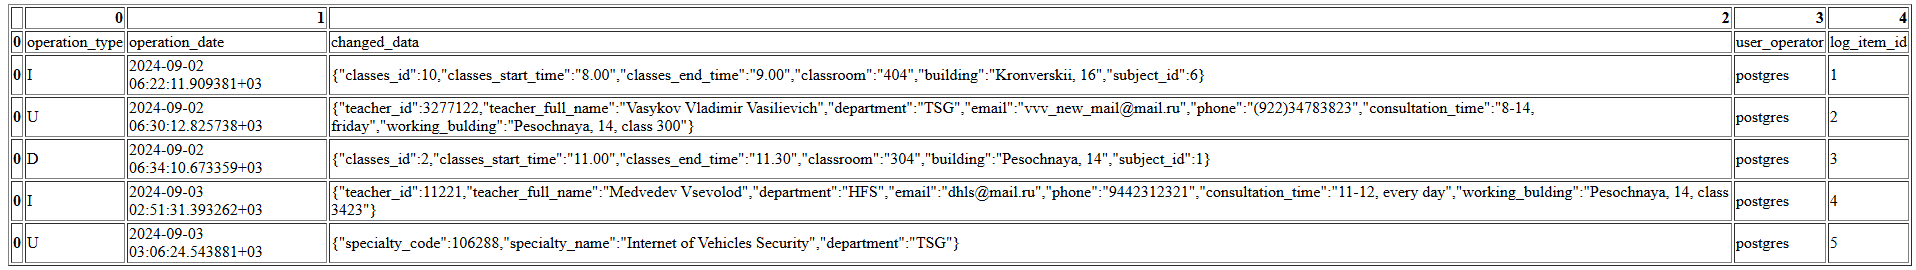 0 1 2 3 4
0 operation_type operation_date changed_data user_operator log_item_id
0 I 2024-09-02 06:22:11.909381+03 {"classes_id":10,"classes_start_time":"8.00","classes_end_time":"9.00","classroom":"404","building":"Kronverskii, 16","subject_id":6} postgres 1
0 U 2024-09-02 06:30:12.825738+03 {"teacher_id":3277122,"teacher_full_name":"Vasykov Vladimir Vasilievich","department":"TSG","email":"vvv_new_mail@mail.ru","phone":"(922)34783823","consultation_time":"8-14, friday","working_bulding":"Pesochnaya, 14, class 300"} postgres 2
0 D 2024-09-02 06:34:10.673359+03 {"classes_id":2,"classes_start_time":"11.00","classes_end_time":"11.30","classroom":"304","building":"Pesochnaya, 14","subject_id":1} postgres 3
0 I 2024-09-03 02:51:31.393262+03 {"teacher_id":11221,"teacher_full_name":"Medvedev Vsevolod","department":"HFS","email":"dhls@mail.ru","phone":"9442312321","consultation_time":"11-12, every day","working_bulding":"Pesochnaya, 14, class 3423"} postgres 4
0 U 2024-09-03 03:06:24.543881+03 {"specialty_code":106288,"specialty_name":"Internet of Vehicles Security","department":"TSG"} postgres 5